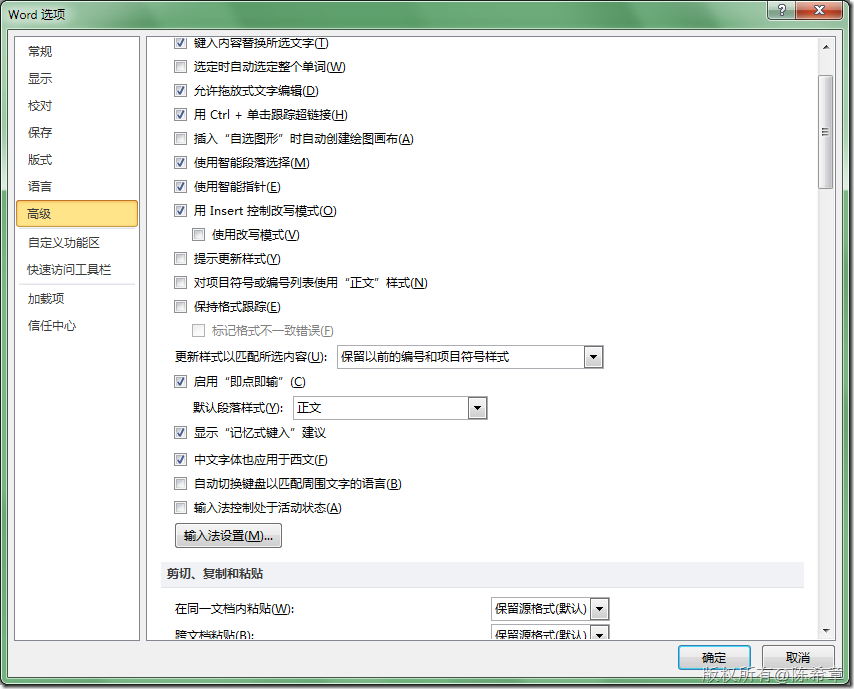 Word 选项
常规
显示
校对
保存
版式
语言
高级
自定义功能区
快速访问工具栏
加载项
信任中心
键入内容替换所选文字(T)
选定时自动选定整个单词(W)
允许拖放式文字编辑(D)
用 Ctrl + 单击跟踪超链接(H)
插入“自选图形”时自动创建绘图画布(A)
使用智能段落选择(M)
使用智能指针(E)
用 Insert 控制改写模式(O)
使用改写模式(V)
提示更新样式(Y)
对项目符号或编号列表使用“正文”样式(N)
保持格式跟踪(E)
标记格式不一致错误(F)
更新样式以匹配所选内容(U): 保留以前的编号和项目符号样式
启用“即点即输”(C)
默认段落样式(Y): 正文
显示“记忆式键入”建议
中文字体也应用于西文(F)
自动切换键盘以匹配周围文字的语言(B)
输入法控制处于活动状态(A)
输入法设置(M)...
剪切、复制和粘贴
在同一文档内粘贴(W): 保留源格式(默认)
跨文档粘贴(B): 保留源格式(默认)
确定 取消
版权所有@陈希章